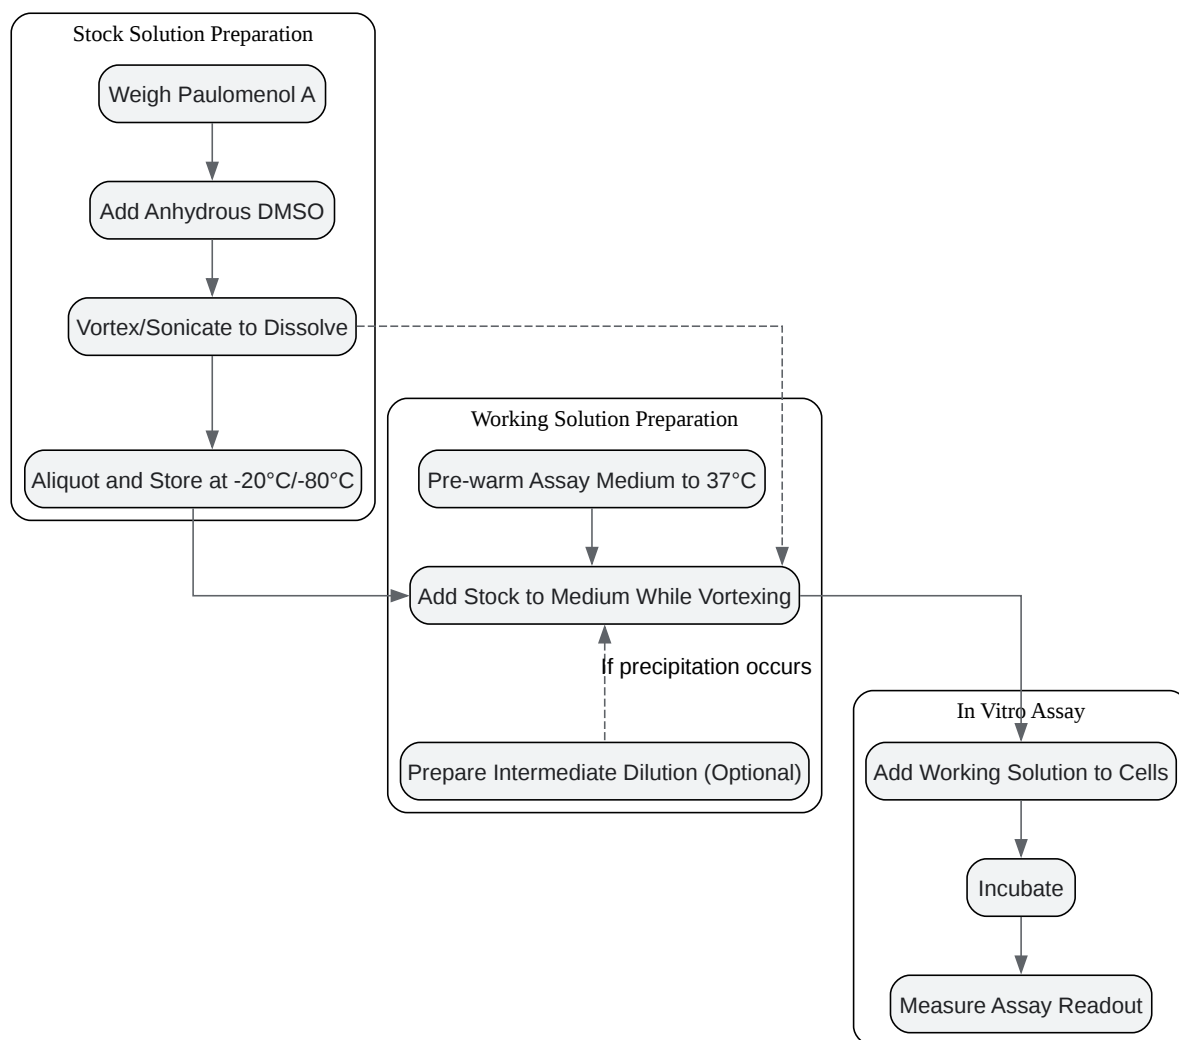 Stock Solution Preparation
Weigh Paulomenol A
Add Anhydrous DMSO
Vortex/Sonicate to Dissolve
Aliquot and Store at -20°C/-80°C
Working Solution Preparation
Pre-warm Assay Medium to 37°C
Add Stock to Medium While Vortexing
If precipitation occurs
Prepare Intermediate Dilution (Optional)
In Vitro Assay
Add Working Solution to Cells
Incubate
Measure Assay Readout